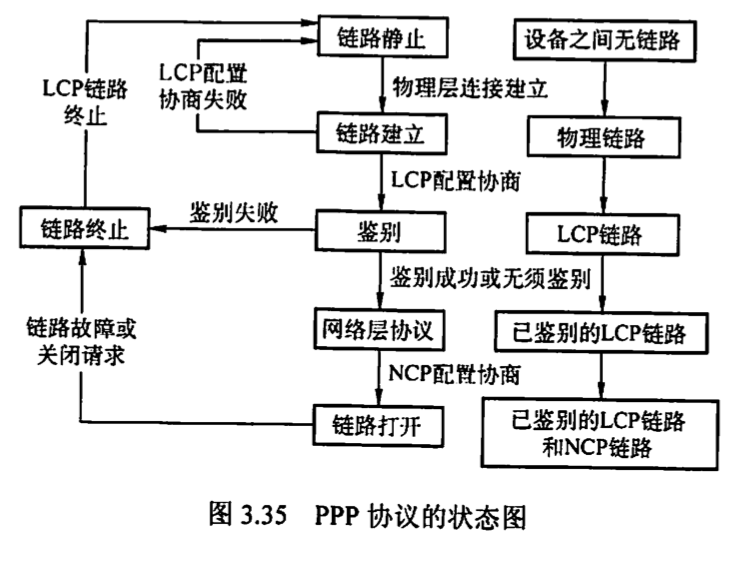 链路静止
设备之间无链路
LCP配置
协商失败
LCP链路
终止
物理层连接建立
链路建立
物理链路
LCP配置协商
链路终止
鉴别失败
鉴别
LCP链路
鉴别成功或无须鉴别
链路故障或
关闭请求
网络层协议
已鉴别的LCP链路
NCP配置协商
链路打开
已鉴别的LCP链路
和NCP链路
图 3.35 PPP 协议的状态图